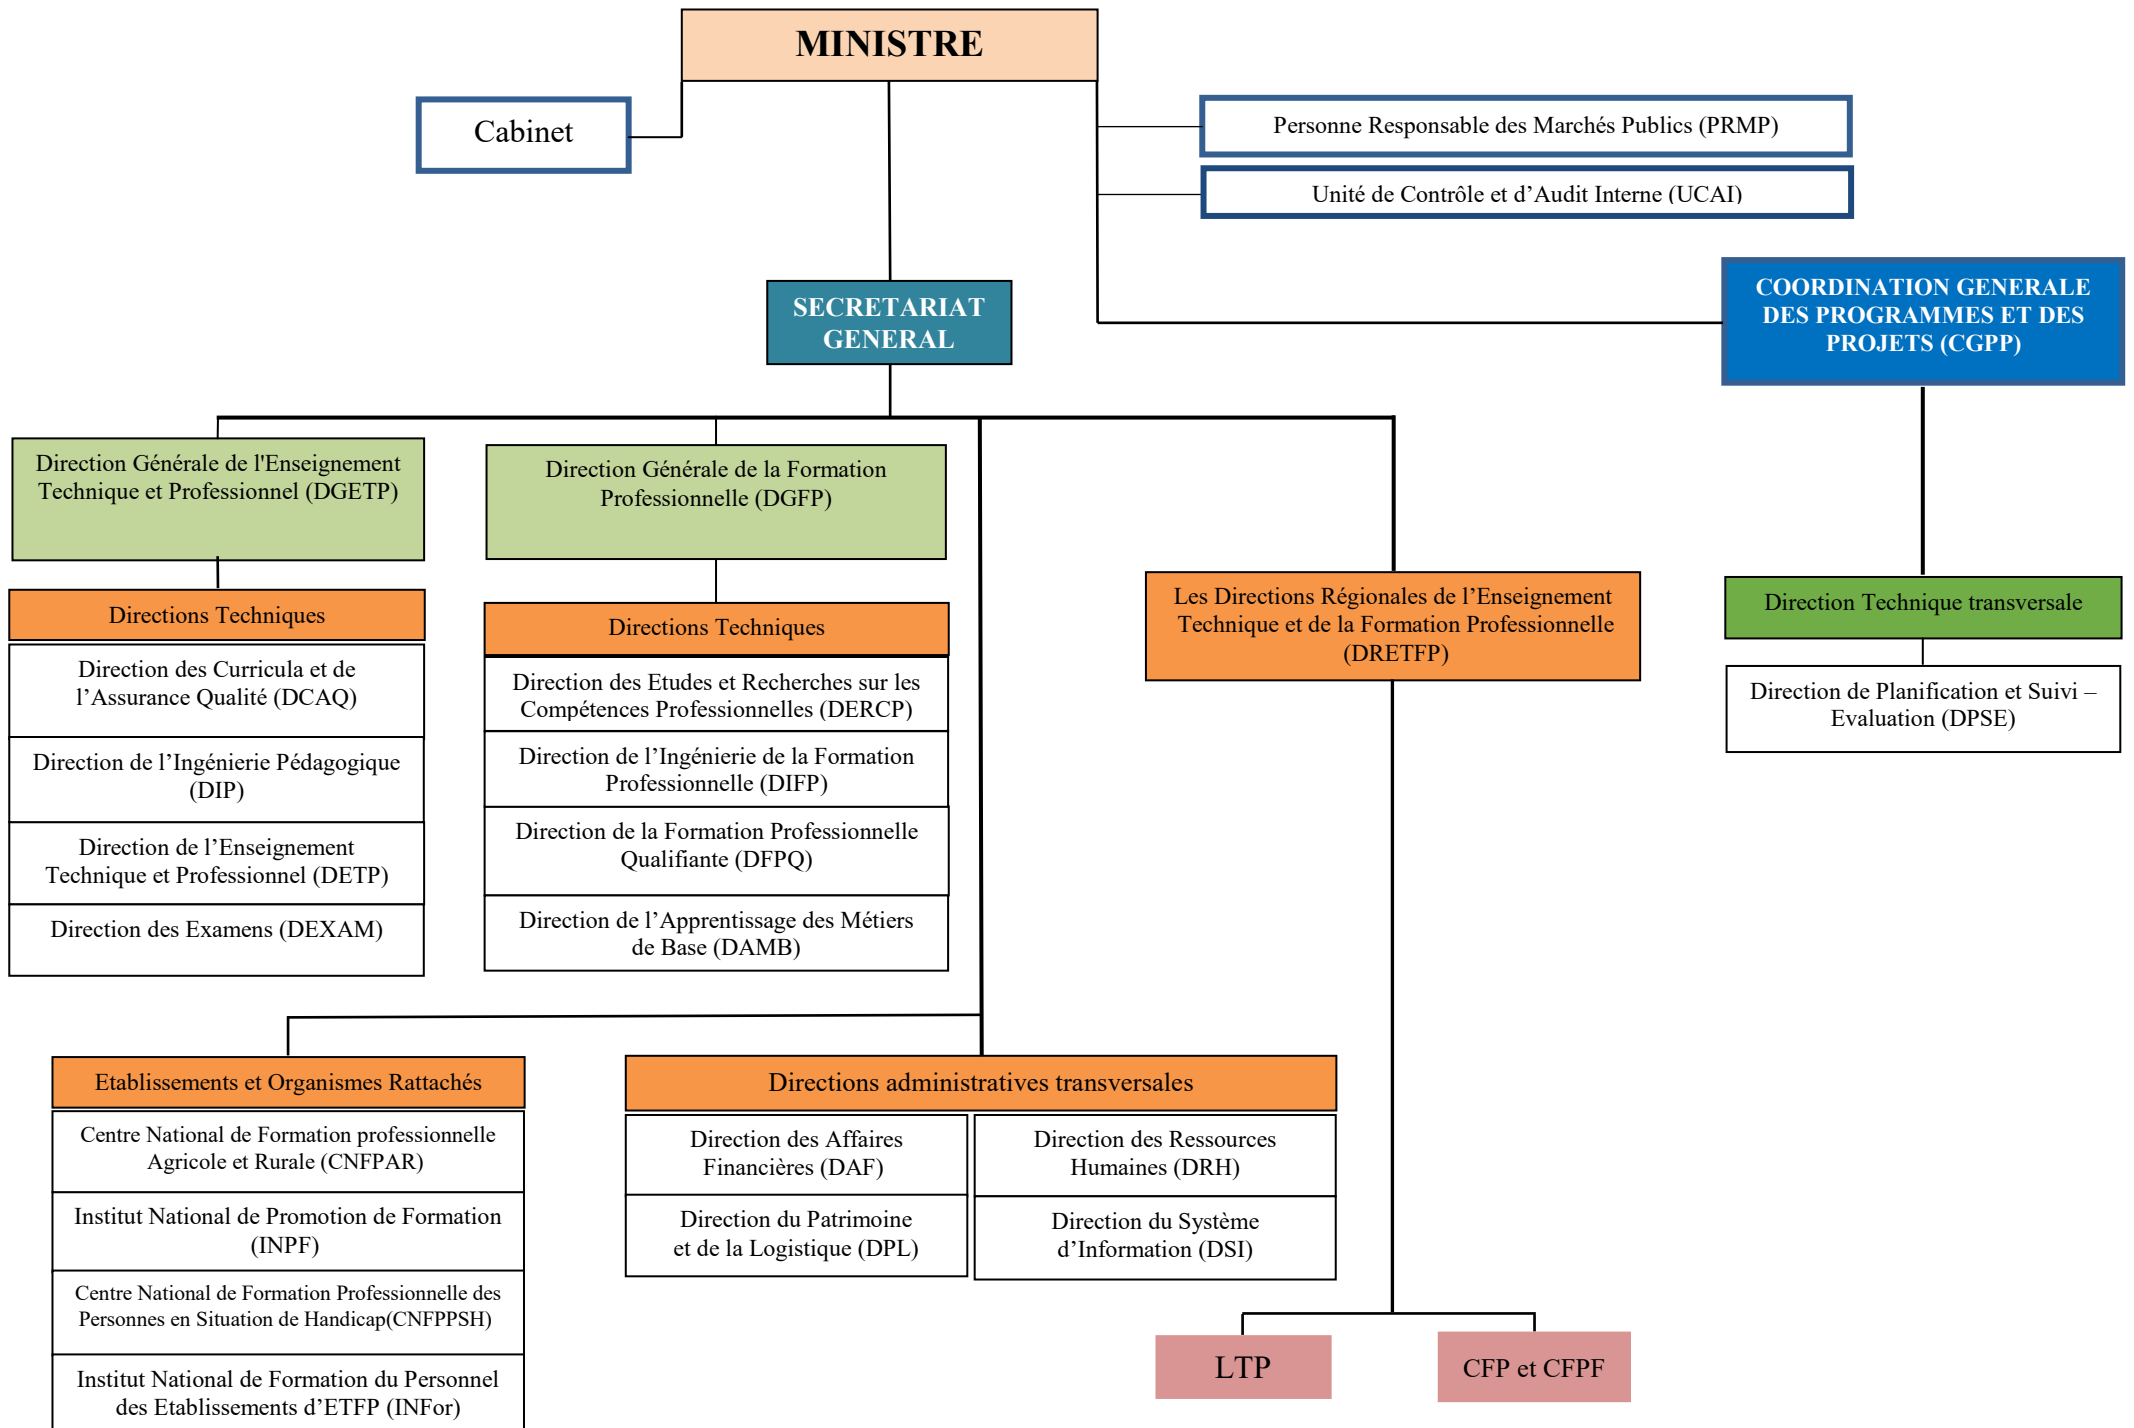 MINISTRE
Cabinet
Personne Responsable des Marchés Publics (PRMP)
Unité de Contrôle et d’Audit Interne (UCAI)
SECRETARIAT
GENERAL
COORDINATION GENERALE
DES PROGRAMMES ET DES
PROJETS (CGPP)
Direction Générale de l'Enseignement
Technique et Professionnel (DGETP)
Direction Générale de la Formation
Professionnelle (DGFP)
Directions Techniques
Direction des Curricula et de
l’Assurance Qualité (DCAQ)
Direction de l’Ingénierie Pédagogique
(DIP)
Direction de l’Enseignement
Technique et Professionnel (DETP)
Direction des Examens (DEXAM)
Directions Techniques
Direction des Etudes et Recherches sur les
Compétences Professionnelles (DERCP)
Direction de l’Ingénierie de la Formation
Professionnelle (DIFP)
Direction de la Formation Professionnelle
Qualifiante (DFPQ)
Direction de l’Apprentissage des Métiers
de Base (DAMB)
Les Directions Régionales de l’Enseignement
Technique et de la Formation Professionnelle
(DRETFP)
Direction Technique transversale
Direction de Planification et Suivi –
Evaluation (DPSE)
Etablissements et Organismes Rattachés
Centre National de Formation professionnelle
Agricole et Rurale (CNFPAR)
Institut National de Promotion de Formation
(INPF)
Centre National de Formation Professionnelle des
Personnes en Situation de Handicap(CNFPPSH)
Institut National de Formation du Personnel
des Etablissements d’ETFP (INFor)
Directions administratives transversales
Direction des Affaires
Financières (DAF)
Direction des Ressources
Humaines (DRH)
Direction du Patrimoine
et de la Logistique (DPL)
Direction du Système
d’Information (DSI)
LTP
CFP et CFPF